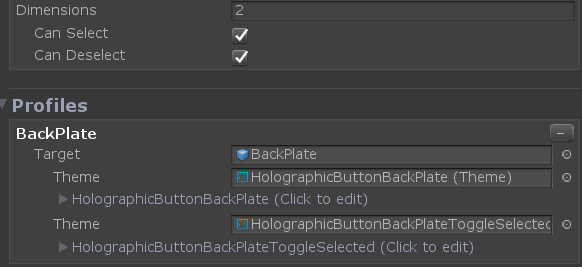 Dimensions 2
Can Select
Can Deselect
Profiles
BackPlate
Target BackPlate
Theme HolographicButtonBackPlate (Theme)
HolographicButtonBackPlate (Click to edit)
Theme HolographicButtonBackPlateToggleSelected
HolographicButtonBackPlateToggleSelected (Click to edit)